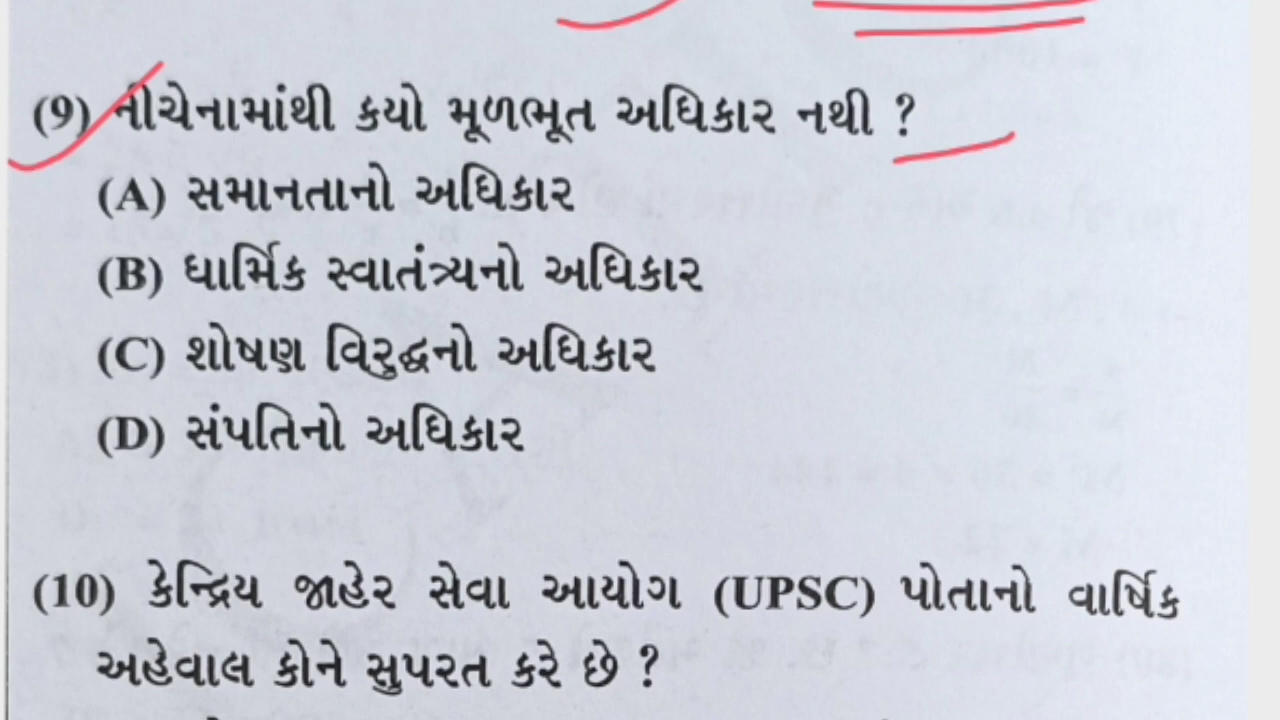 (9) નીચેનામાંથી કયો મૂળભૂત અધિકાર નથી ?
(A) સમાનતાનો અધિકાર
(B) ધાર્મિક સ્વાતંત્ર્યનો અધિકાર
(C) શોષણ વિરુદ્ધનો અધિકાર
(D) સંપતિનો અધિકાર
(10) કેન્દ્રિય જાહેર સેવા આયોગ (UPSC) પોતાનો વાર્ષિક
અહેવાલ કોને સુપરત કરે છે ?